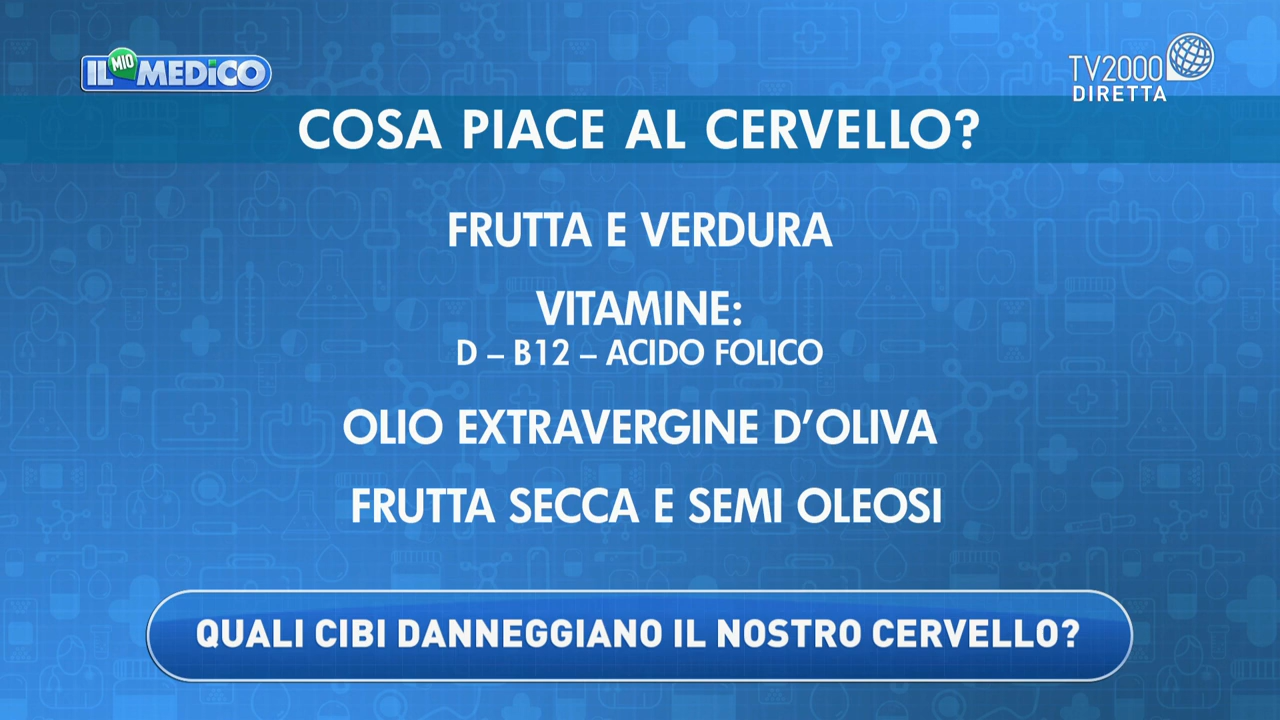 IL MIO MEDICO
TV2000
DIRETTA
COSA PIACE AL CERVELLO?
FRUTTA E VERDURA
VITAMINE:
D – B12 – ACIDO FOLICO
OLIO EXTRAVERGINE D’OLIVA
FRUTTA SECCA E SEMI OLEOSI
QUALI CIBI DANNEGGIANO IL NOSTRO CERVELLO?